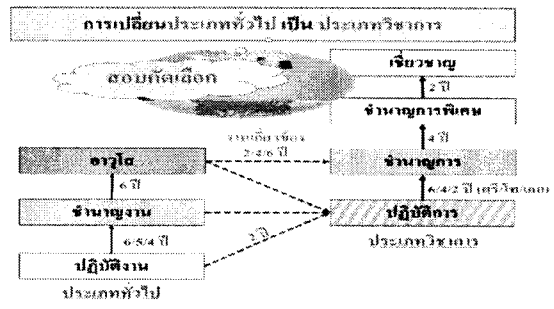 การเปลี่ยนประเภททั่วไป เป็น ประเภทวิชาการ
สอบคัดเลือก
เชี่ยวชาญ
2 ปี
ชำนาญการพิเศษ
4 ปี
2/4/6 ปี
อาวุโส
ชำนาญการ
6 ปี
6/4/2 ปี (ตรี/โท/เอก)
ชำนาญงาน
ปฏิบัติการ
6/5/4 ปี
2 ปี
ประเภทวิชาการ
ปฏิบัติงาน
ประเภททั่วไป